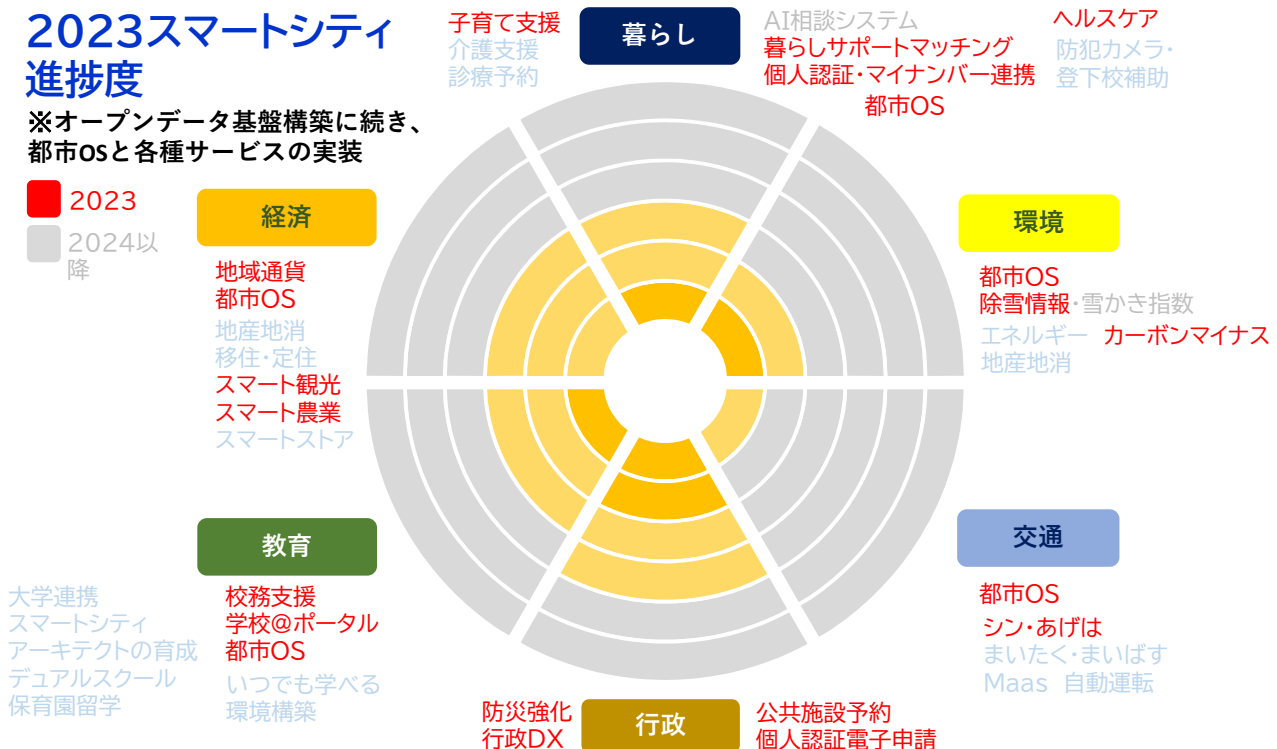 2023スマートシティ
進捗度
※オープンデータ基盤構築に続き、
都市osと各種サービスの実装
2023
2024以
降
子育て支援
介護支援
診療予約
暮らし
AI相談システム
暮らしサポートマッチング
個人認証・マイナンバー連携
都市OS
ヘルスケア
防犯カメラ・
登下校補助
経済
地域通貨
都市OS
地産地消
移住・定住
スマート観光
スマート農業
スマートストア
環境
都市OS
除雪情報・雪かき指数
エネルギー カーボンマイナス
地産地消
教育
校務支援
学校@ポータル
都市OS
いつでも学べる
環境構築
大学連携
スマートシティ
アーキテクトの育成
デュアルスクール
保育園留学
交通
都市OS
シン・あげは
まいたく・まいばす
Maas 自動運転
防災強化
行政DX
行政
公共施設予約
個人認証電子申請